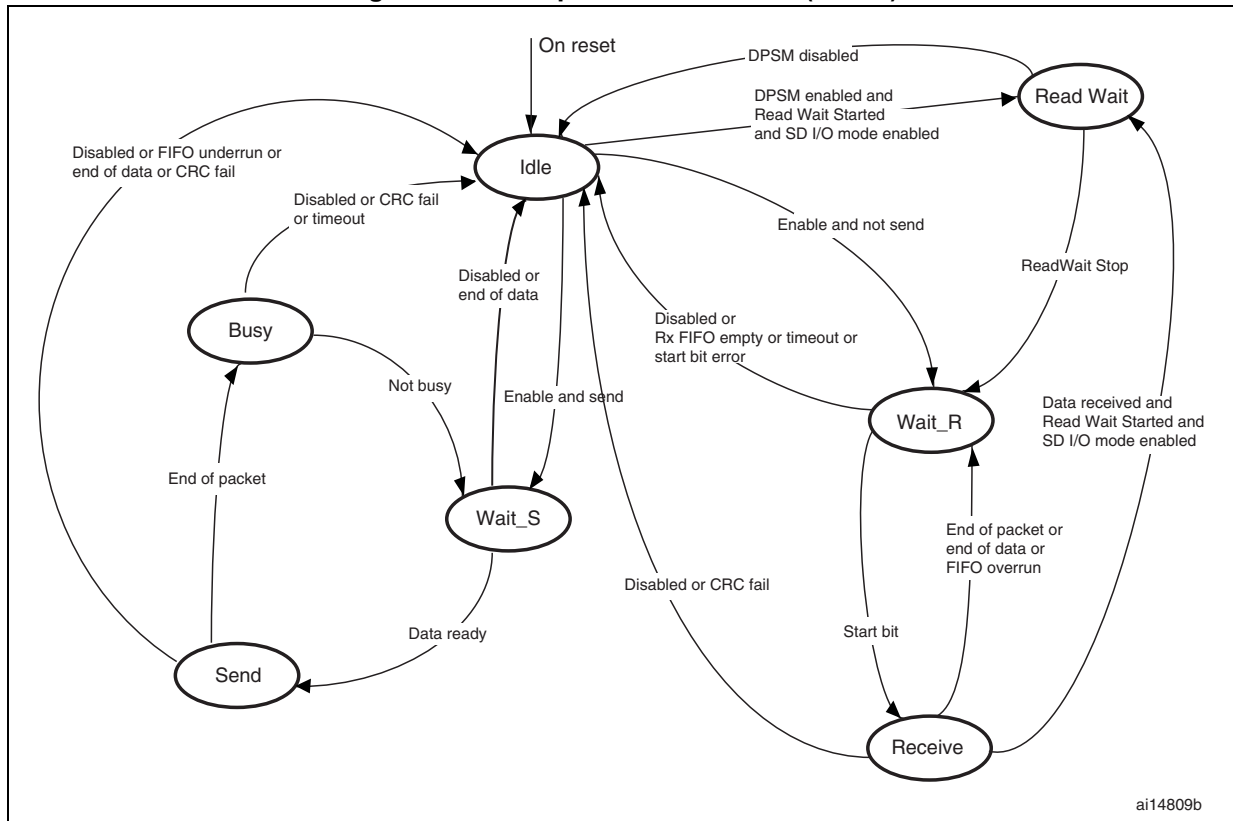 On reset
DPSM disabled
Read Wait
DPSM enabled and
Read Wait Started
and SD I/O mode enabled
Disabled or FIFO underrun or
end of data or CRC fail
Idle
Disabled or CRC fail
or timeout
Enable and not send
ReadWait Stop
Disabled or
end of data
Disabled or
Rx FIFO empty or timeout or
start bit error
Busy
Not busy
Enable and send
Wait_R
Data received and
Read Wait Started and
SD I/O mode enabled
End of packet
Wait_S
End of packet or
end of data or
FIFO overrun
Disabled or CRC fail
Data ready
Start bit
Send
Receive
ai14809b